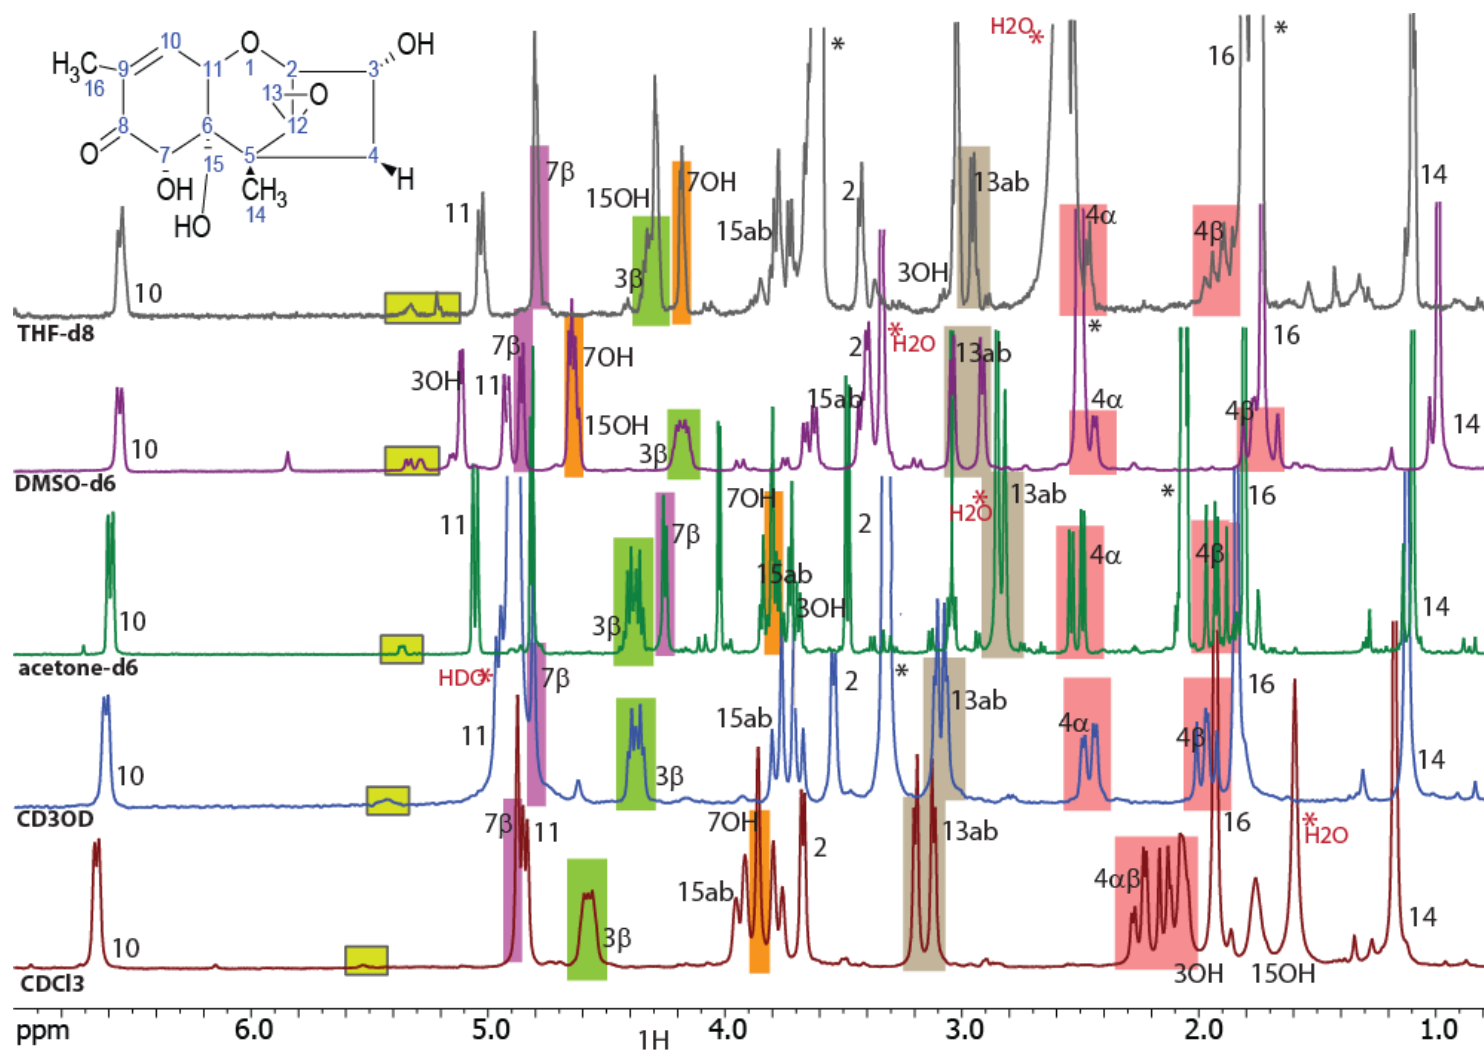 10
H3C 9 11 O 1 2 3 OH
16
13 O
8 6 12
O 7 15 5 4 H
OH CH3
14
HO
10 11 7β 15OH 3β 7OH 15ab * 2 3OH 13ab H2O * 4α 4β 16 * 14
THF-d8
10 3OH 11 7β 7OH 15OH 3β 15ab 2 * H2O 13ab * 4α 4β 16 14
DMSO-d6
10 11 3β 7β 7OH 15ab 3OH 2 * H2O 13ab 4α * 4β 16 14
acetone-d6
10 HDO * 11 7β 3β 15ab 2 * 13ab 4α 4β 16 14
CD3OD
10 7β 11 3β 15ab 7OH 2 13ab 4αβ 3OH 16 15OH * H2O 14
CDCl3
ppm 6.0 5.0 4.0 3.0 2.0 1.0
1H